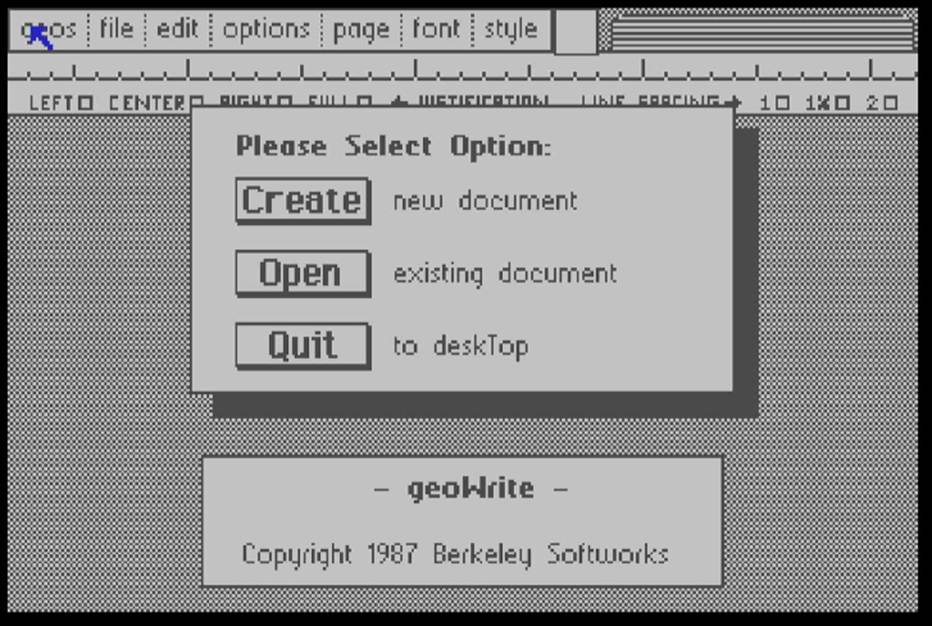 geos file edit options page font style
LEFT CENTER RIGHT FULL ← JUSTIFICATION LINE SPACING → 1 1½ 2
Please Select Option:
Create new document
Open existing document
Quit to deskTop
- geoWrite -
Copyright 1987 Berkeley Softworks